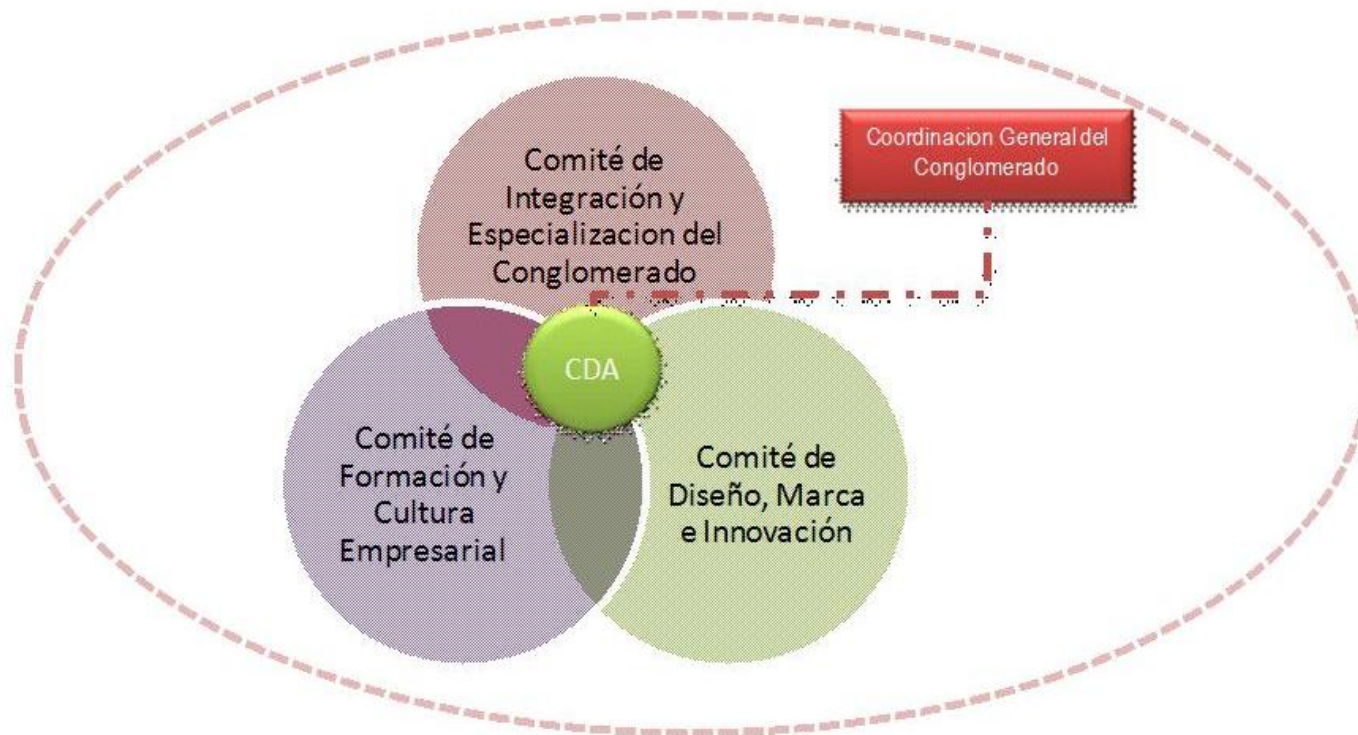 Comité de
Integración y
Especializacion del
Conglomerado
Coordinacion General del
Conglomerado
CDA
Comité de
Formación y
Cultura
Empresarial
Comité de
Diseño, Marca
e Innovación